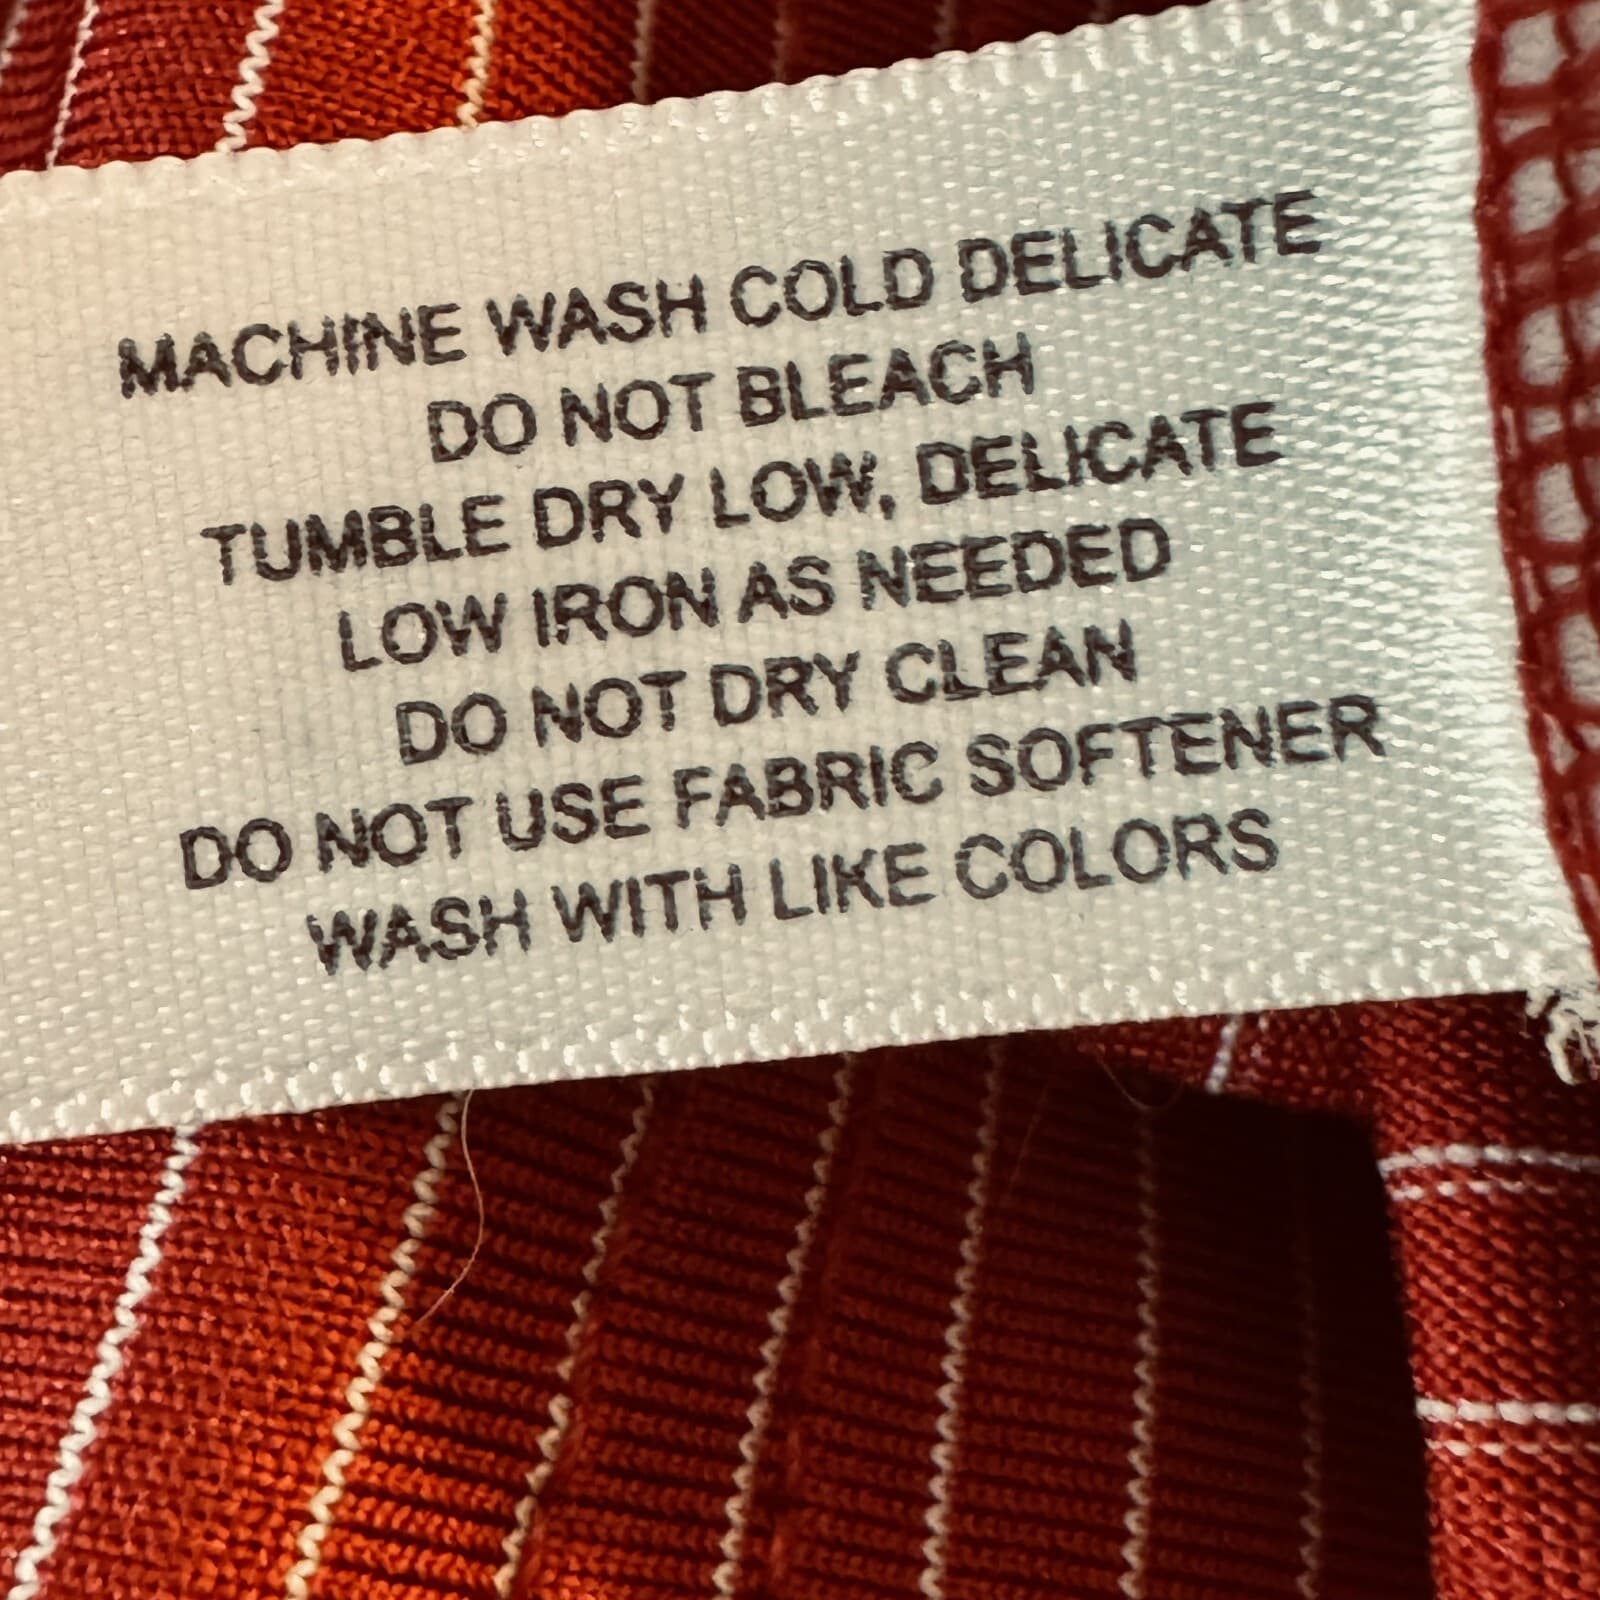 MACHINE WASH COLD DELICATE
DO NOT BLEACH
TUMBLE DRY LOW, DELICATE
LOW IRON AS NEEDED
DO NOT DRY CLEAN
DO NOT USE FABRIC SOFTENER
WASH WITH LIKE COLORS